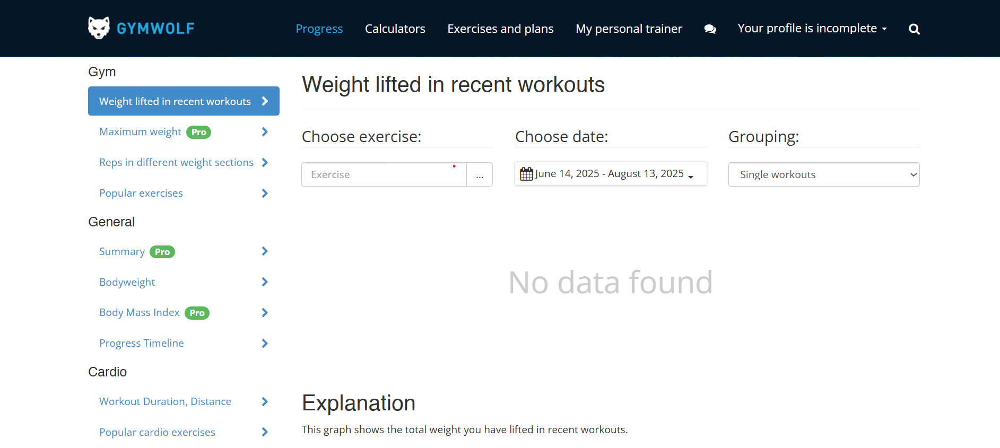 GYMWOLF
Progress
Calculators
Exercises and plans
My personal trainer
Your profile is incomplete
Gym
Weight lifted in recent workouts
Maximum weight Pro
Reps in different weight sections
Popular exercises
General
Summary Pro
Bodyweight
Body Mass Index Pro
Progress Timeline
Cardio
Workout Duration, Distance
Popular cardio exercises
Weight lifted in recent workouts
Choose exercise:
Exercise
...
Choose date:
June 14, 2025 - August 13, 2025
Grouping:
Single workouts
No data found
Explanation
This graph shows the total weight you have lifted in recent workouts.